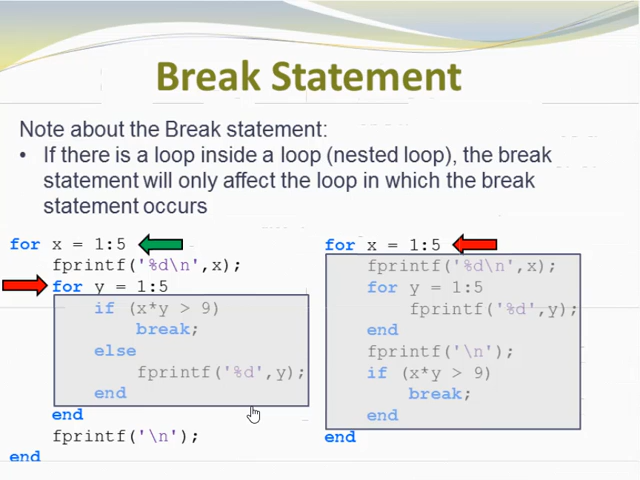 Break Statement
Note about the Break statement:
• If there is a loop inside a loop (nested loop), the break
statement will only affect the loop in which the break
statement occurs
for x = 1:5
fprintf('%d\n',x);
for y = 1:5
if (x*y > 9)
break;
else
fprintf('%d',y);
end
end
fprintf('\n');
end
for x = 1:5
fprintf('%d\n',x);
for y = 1:5
fprintf('%d',y);
end
fprintf('\n');
if (x*y > 9)
break;
end
end